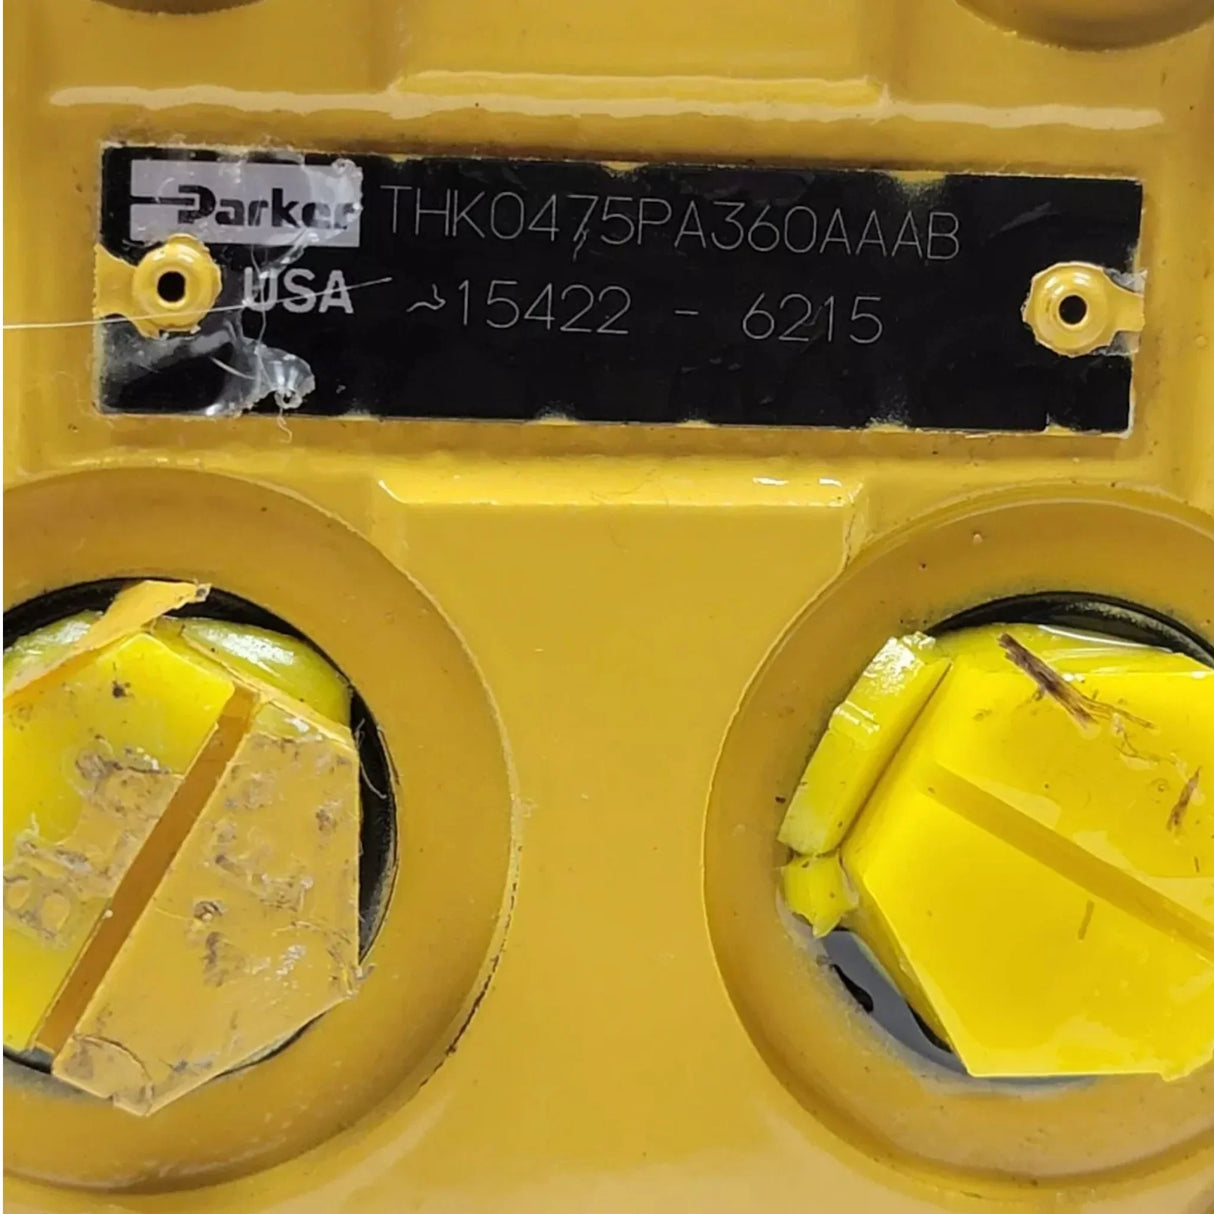 Parker THK0475PA360AAAB
USA ~15422 - 6215